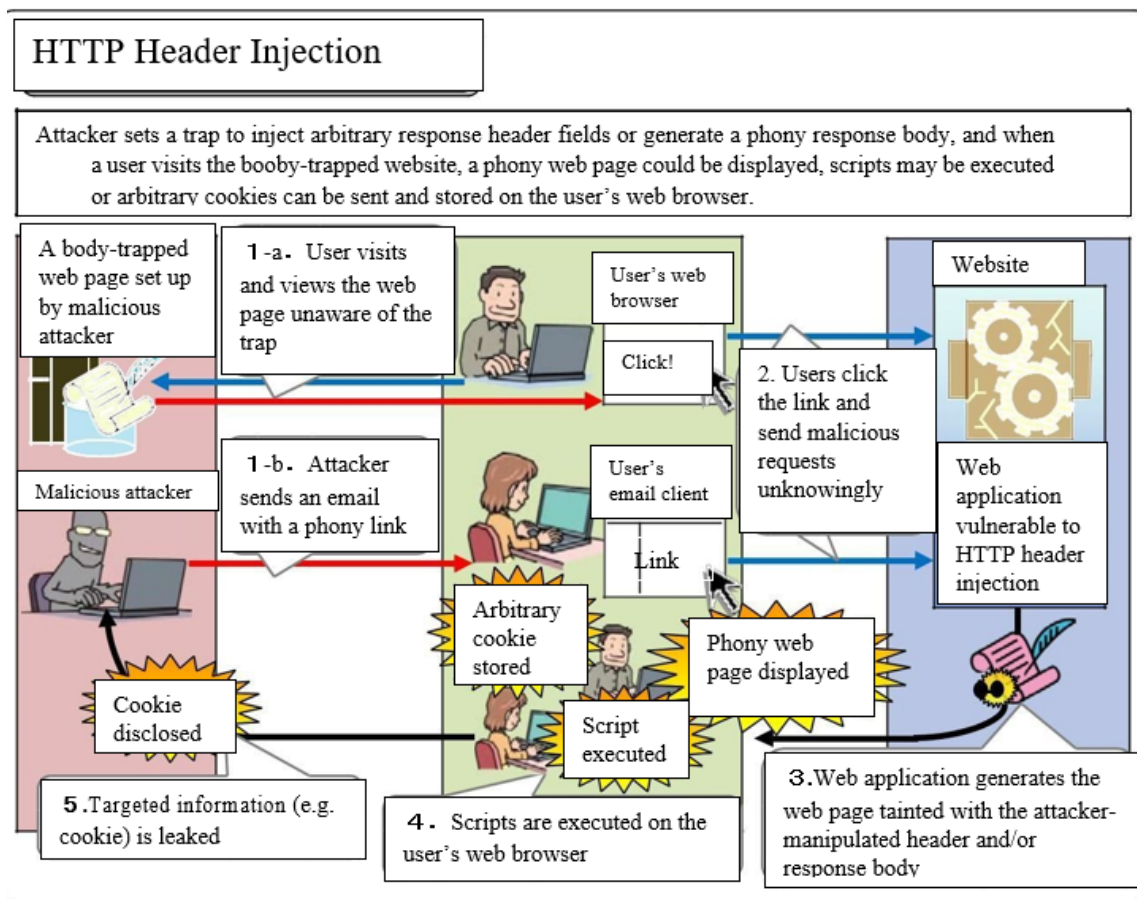 HTTP Header Injection
Attacker sets a trap to inject arbitrary response header fields or generate a phony response body, and when
a user visits the booby-trapped website, a phony web page could be displayed, scripts may be executed
or arbitrary cookies can be sent and stored on the user's web browser.
A body-trapped
web page set up
by malicious
attacker
1-a. User visits
and views the web
page unaware of the
trap
User's web
browser
Click!
Website
2. Users click
the link and
send malicious
requests
unknowingly
Malicious attacker
1-b. Attacker
sends an email
with a phony link
User's
email client
Link
Web
application
vulnerable to
HTTP header
injection
Arbitrary
cookie
stored
Phony web
page displayed
Cookie
disclosed
Script
executed
5.Targeted information (e.g.
cookie) is leaked
4. Scripts are executed on the
user's web browser
3.Web application generates the
web page tainted with the attacker-
manipulated header and/or
response body